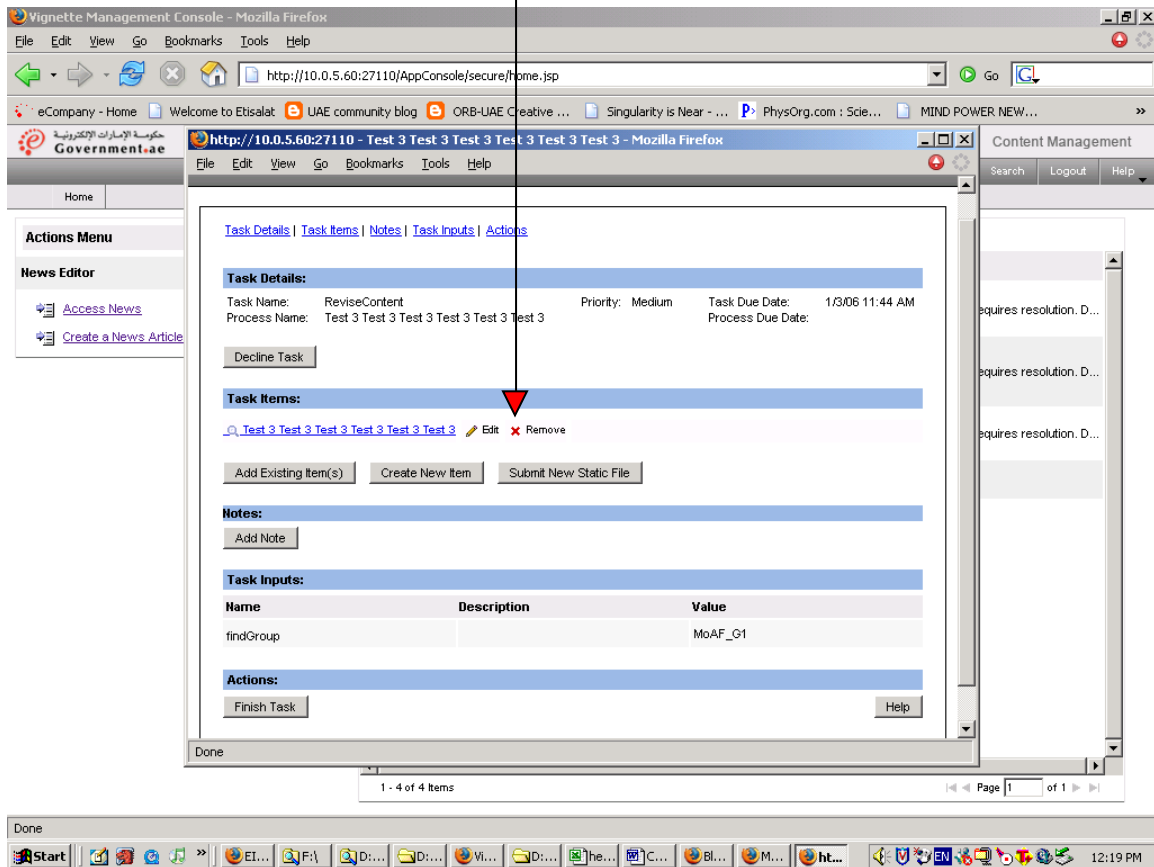 Vignette Management Console - Mozilla Firefox
File Edit View Go Bookmarks Tools Help
http://10.0.5.60:27110/AppConsole/secure/home.jsp Go G
eCompany - Home Welcome to Etisalat UAE community blog ORB-UAE Creative ... Singularity is Near - ... PhysOrg.com : Scie... MIND POWER NEW... »
حكومة الإمارات الإلكترونية
Government.ae
Content Management
Search Logout Help
Home
Actions Menu
News Editor
Access News
Create a News Article
http://10.0.5.60:27110 - Test 3 Test 3 Test 3 Test 3 Test 3 Test 3 - Mozilla Firefox
File Edit View Go Bookmarks Tools Help
Task Details | Task Items | Notes | Task Inputs | Actions
Task Details:
Task Name: ReviseContent Priority: Medium Task Due Date: 1/3/06 11:44 AM
Process Name: Test 3 Test 3 Test 3 Test 3 Test 3 Test 3 Process Due Date:
Decline Task
Task Items:
Test 3 Test 3 Test 3 Test 3 Test 3 Test 3 Edit Remove
Add Existing Item(s) Create New Item Submit New Static File
Notes:
Add Note
Task Inputs:
Name Description Value
findGroup MoAF_G1
Actions:
Finish Task Help
Done
equires resolution. D...
equires resolution. D...
equires resolution. D...
1 - 4 of 4 Items Page 1 of 1
Done
Start » EI... F:\ D:... D:... Vi... D:... he... C... Bl... M... ht... EN 12:19 PM